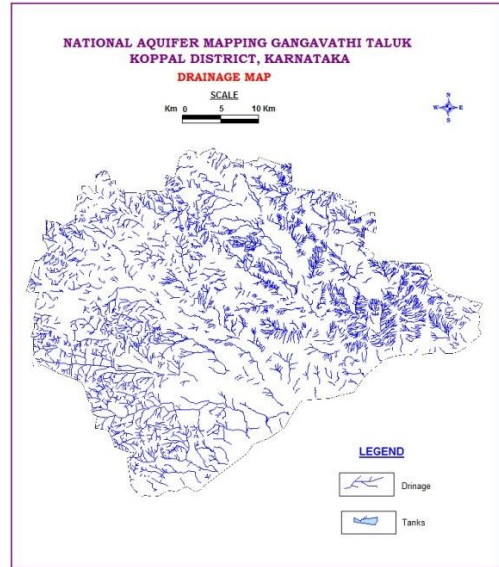 NATIONAL AQUIFER MAPPING GANGAVATHI TALUK
KOPPAL DISTRICT, KARNATAKA
DRAINAGE MAP
SCALE
Km 0 5 10 Km
N
W E
S
LEGEND
Drinage
Tanks